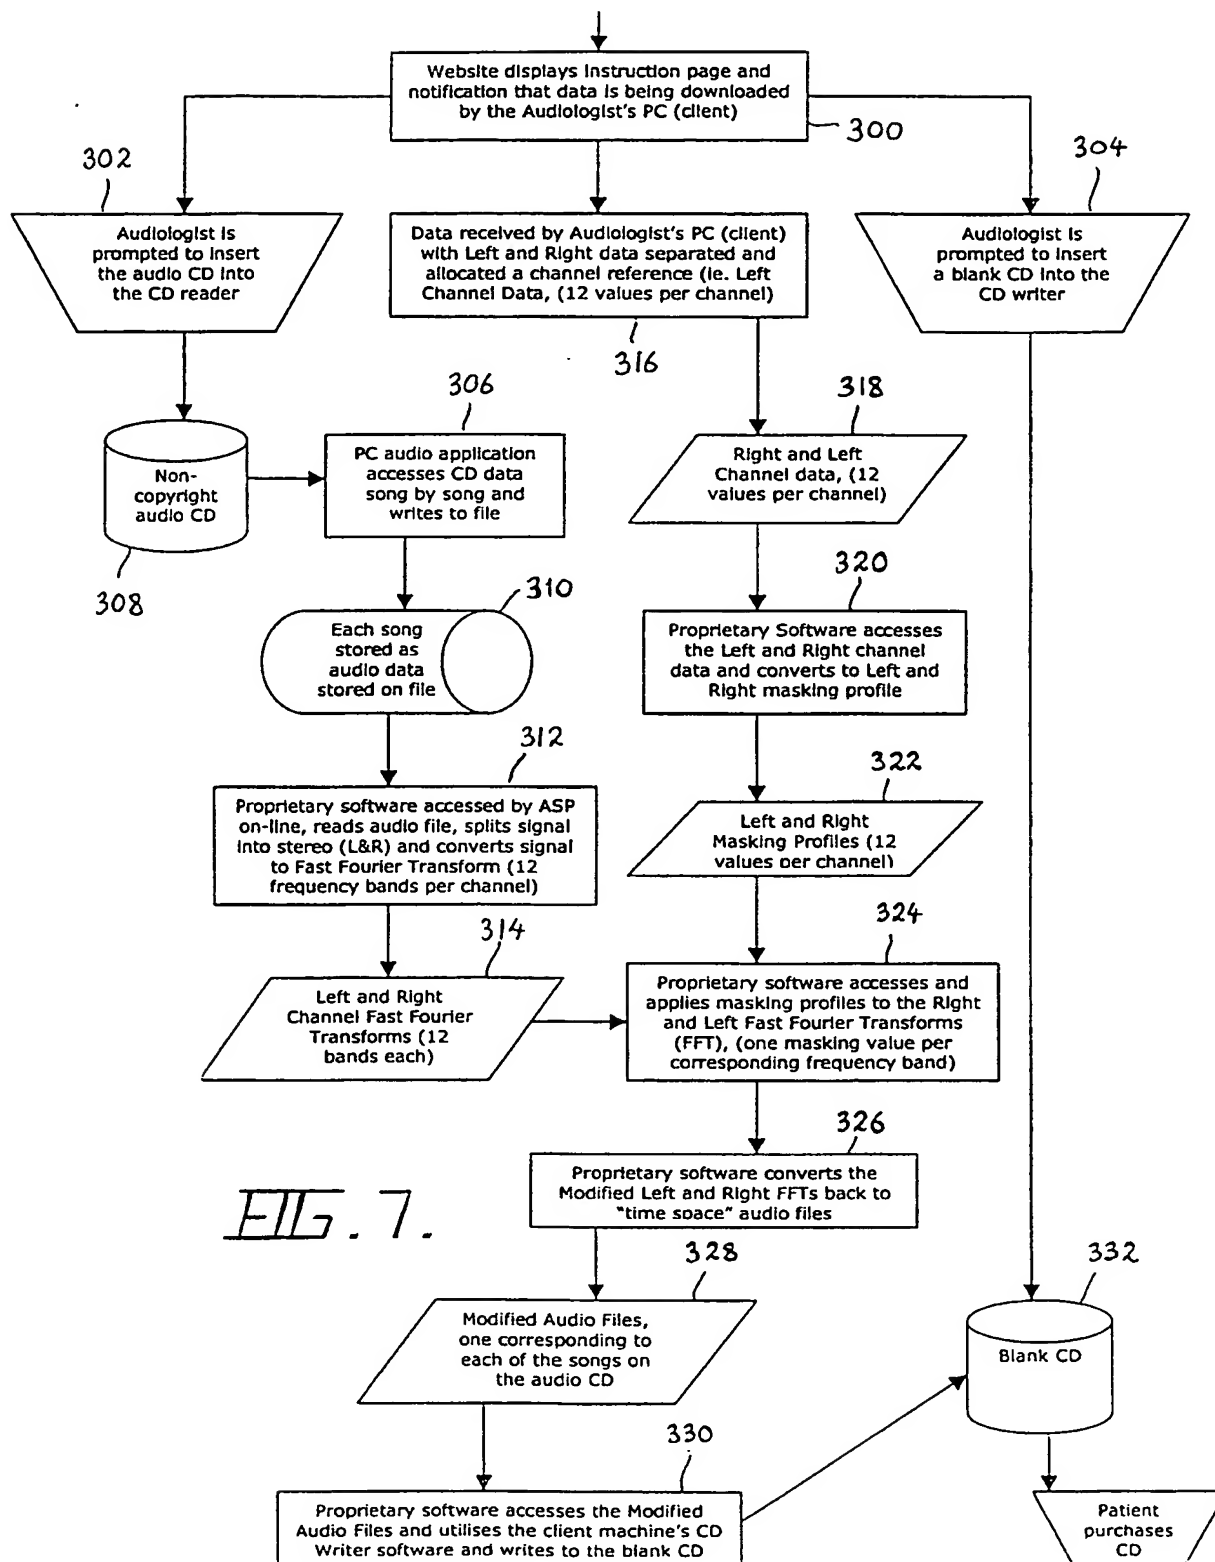 Website displays instruction page and
notification that data is being downloaded
by the Audiologist's PC (client)
300
302
304
Audiologist is
prompted to insert
the audio CD into
the CD reader
Data received by Audiologist's PC (client)
with Left and Right data separated and
allocated a channel reference (ie. Left
Channel Data, (12 values per channel)
Audiologist is
prompted to insert
a blank CD into the
CD writer
316
306
318
Non-
copyright
audio CD
308
PC audio application
accesses CD data
song by song and
writes to file
Right and Left
Channel data, (12
values per channel)
310
320
Each song
stored as
audio data
stored on file
Proprietary Software accesses
the Left and Right channel
data and converts to Left and
Right masking profile
312
322
Proprietary software accessed by ASP
on-line, reads audio file, splits signal
into stereo (L&R) and converts signal
to Fast Fourier Transform (12
frequency bands per channel)
Left and Right
Masking Profiles (12
values per channel)
314
324
Left and Right
Channel Fast Fourier
Transforms (12
bands each)
Proprietary software accesses and
applies masking profiles to the Right
and Left Fast Fourier Transforms
(FFT), (one masking value per
corresponding frequency band)
326
Proprietary software converts the
Modified Left and Right FFTs back to
"time space" audio files
FIG. 7.
328
332
Modified Audio Files,
one corresponding to
each of the songs on
the audio CD
Blank CD
330
Proprietary software accesses the Modified
Audio Files and utilises the client machine's CD
Writer software and writes to the blank CD
Patient
purchases
CD